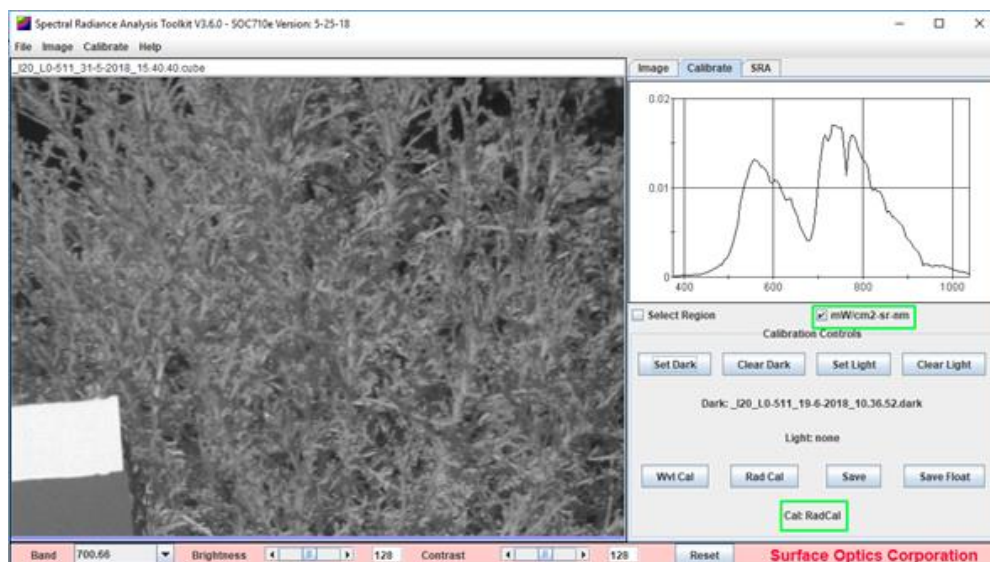 Spectral Radiance Analysis Toolkit V3.6.0 - SOC710e Version: 5-25-18
File Image Calibrate Help
_I20_L0-511_31-5-2018_15.40.40.cube
Image Calibrate SRA
0.02
0.01
0
400 600 800 1000
Select Region mW/cm2-sr-nm
Calibration Controls
Set Dark Clear Dark Set Light Clear Light
Dark: _I20_L0-511_19-6-2018_10.36.52.dark
Light: none
Wvl Cal Rad Cal Save Save Float
Cal: RadCal
Band 700.66 Brightness 128 Contrast 128 Reset Surface Optics Corporation